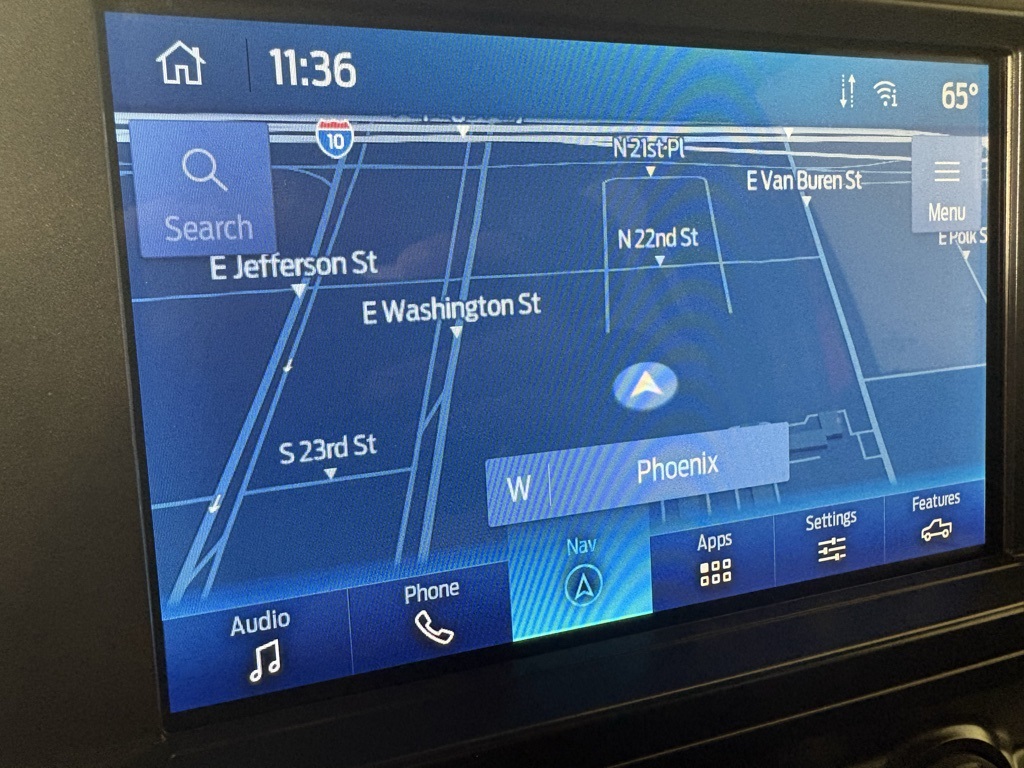 11:36
65°
10
N 21st Pl
E Van Buren St
Search
Menu
N 22nd St
E Polk S
E Jefferson St
E Washington St
S 23rd St
W
Phoenix
Audio
Phone
Nav
Apps
Settings
Features